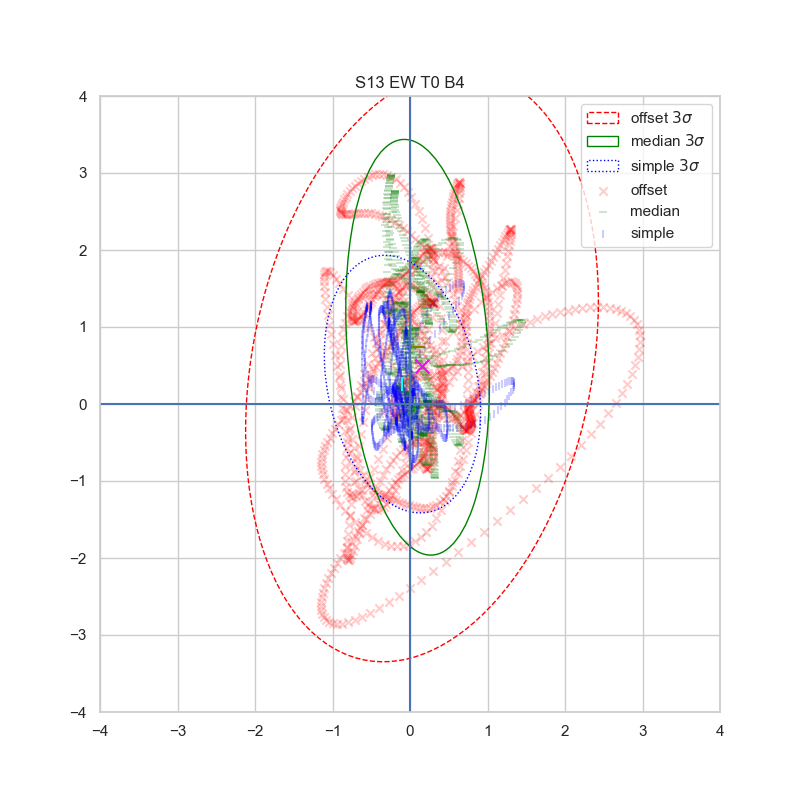 S13 EW T0 B4
offset 3σ
median 3σ
simple 3σ
offset
median
simple
4
3
2
1
0
−1
−2
−3
−4
−4 −3 −2 −1 0 1 2 3 4